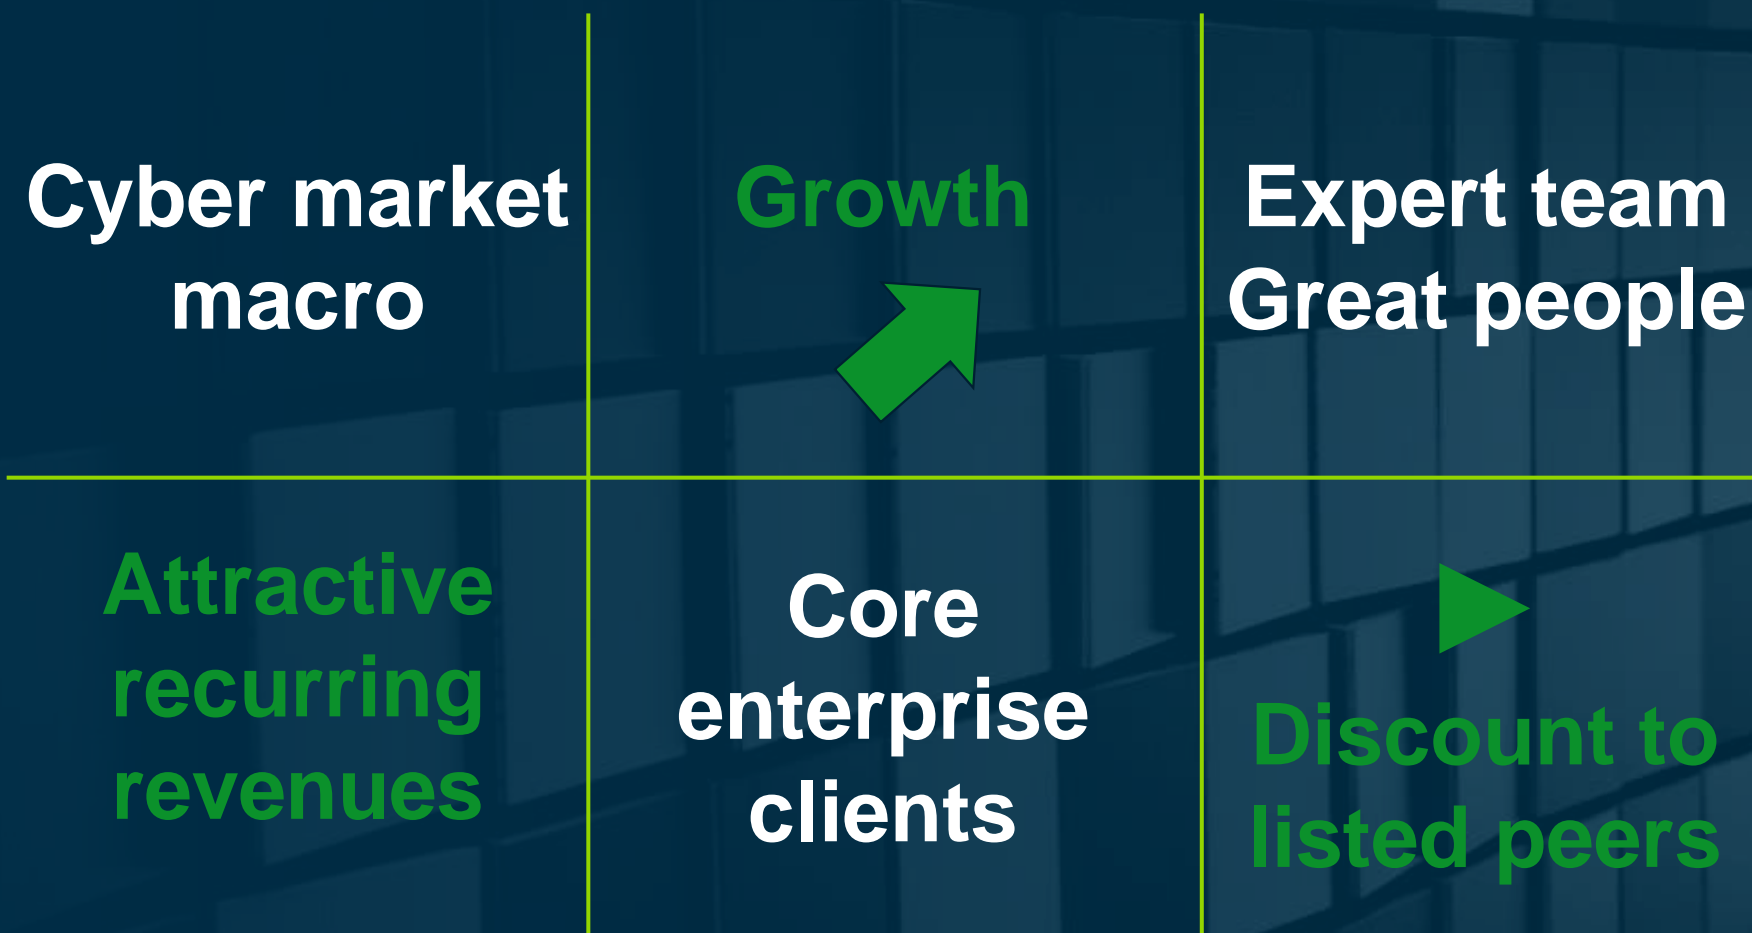 Cyber market
macro
Growth
Expert team
Great people
Attractive
recurring
revenues
Core
enterprise
clients
Discount to
listed peers